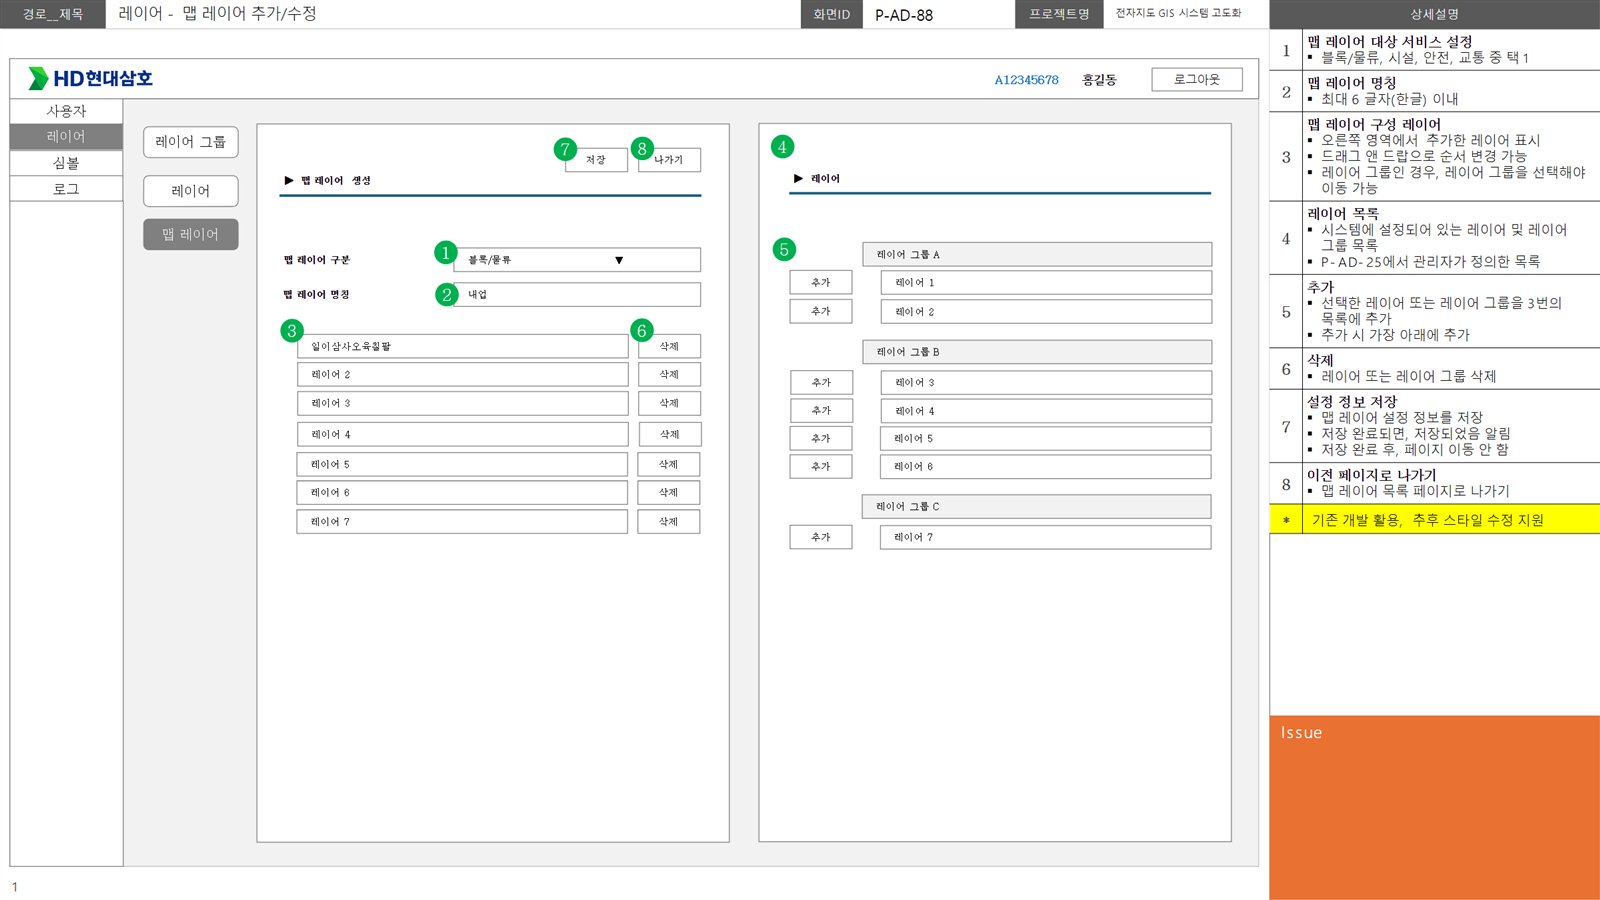 경로__제목
레이어 - 맵 레이어 추가/수정
화면ID
P-AD-88
프로젝트명
전자지도 GIS 시스템 고도화
상세설명
HD현대삼호
A12345678
홍길동
로그아웃
사용자
레이어
심볼
로그
레이어 그룹
레이어
맵 레이어
7
저장
8
나가기
▶ 맵 레이어 생성
맵 레이어 구분
1
블록/물류
▼
맵 레이어 명칭
2
내업
3
6
일이삼사오육칠팔
삭제
레이어 2
삭제
레이어 3
삭제
레이어 4
삭제
레이어 5
삭제
레이어 6
삭제
레이어 7
삭제
4
▶ 레이어
5
레이어 그룹 A
추가
레이어 1
추가
레이어 2
레이어 그룹 B
추가
레이어 3
추가
레이어 4
추가
레이어 5
추가
레이어 6
레이어 그룹 C
추가
레이어 7
1
맵 레이어 대상 서비스 설정
▪ 블록/물류, 시설, 안전, 교통 중 택 1
2
맵 레이어 명칭
▪ 최대 6 글자(한글) 이내
3
맵 레이어 구성 레이어
▪ 오른쪽 영역에서 추가한 레이어 표시
▪ 드래그 앤 드랍으로 순서 변경 가능
▪ 레이어 그룹인 경우, 레이어 그룹을 선택해야
이동 가능
4
레이어 목록
▪ 시스템에 설정되어 있는 레이어 및 레이어
그룹 목록
▪ P-AD-25에서 관리자가 정의한 목록
5
추가
▪ 선택한 레이어 또는 레이어 그룹을 3번의
목록에 추가
▪ 추가 시 가장 아래에 추가
6
삭제
▪ 레이어 또는 레이어 그룹 삭제
7
설정 정보 저장
▪ 맵 레이어 설정 정보를 저장
▪ 저장 완료되면, 저장되었음 알림
▪ 저장 완료 후, 페이지 이동 안 함
8
이전 페이지로 나가기
▪ 맵 레이어 목록 페이지로 나가기
*
기존 개발 활용, 추후 스타일 수정 지원
Issue
1